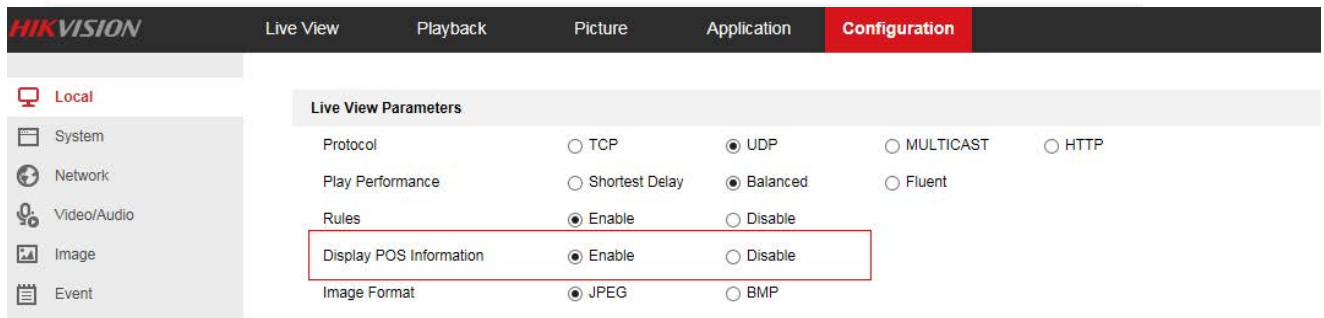 HIKVISION Live View Playback Picture Application Configuration
Local
System
Network
Video/Audio
Image
Event
Live View Parameters
Protocol TCP UDP MULTICAST HTTP
Play Performance Shortest Delay Balanced Fluent
Rules Enable Disable
Display POS Information Enable Disable
Image Format JPEG BMP